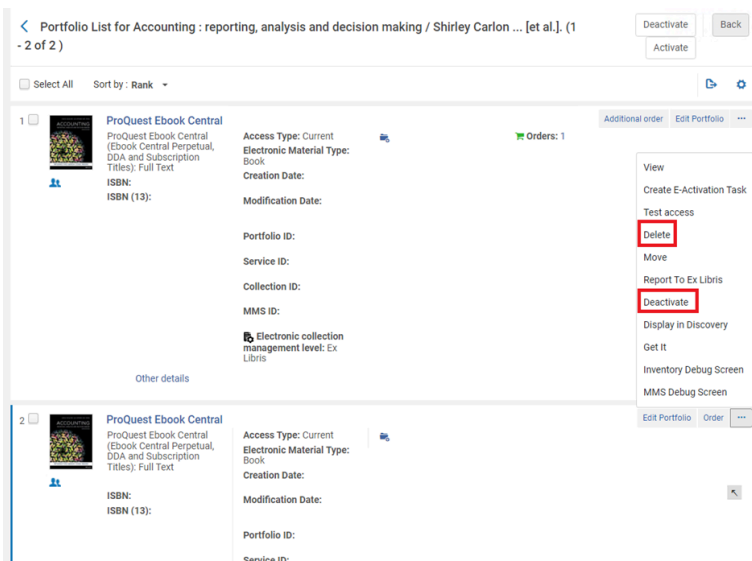 Portfolio List for Accounting : reporting, analysis and decision making / Shirley Carlon ... [et al.]. (1
- 2 of 2 )
Deactivate
Back
Activate
Select All
Sort by : Rank
1
ACCOUNTING
ProQuest Ebook Central
ProQuest Ebook Central
(Ebook Central Perpetual,
DDA and Subscription
Titles): Full Text
ISBN:
ISBN (13):
Access Type: Current
Electronic Material Type:
Book
Creation Date:
Modification Date:
Portfolio ID:
Service ID:
Collection ID:
MMS ID:
Electronic collection
management level: Ex
Libris
Orders: 1
Additional order
Edit Portfolio
...
View
Create E-Activation Task
Test access
Delete
Move
Report To Ex Libris
Deactivate
Display in Discovery
Get It
Inventory Debug Screen
MMS Debug Screen
Other details
2
ACCOUNTING
ProQuest Ebook Central
ProQuest Ebook Central
(Ebook Central Perpetual,
DDA and Subscription
Titles): Full Text
ISBN:
ISBN (13):
Access Type: Current
Electronic Material Type:
Book
Creation Date:
Modification Date:
Portfolio ID:
Service ID:
Edit Portfolio
Order
...